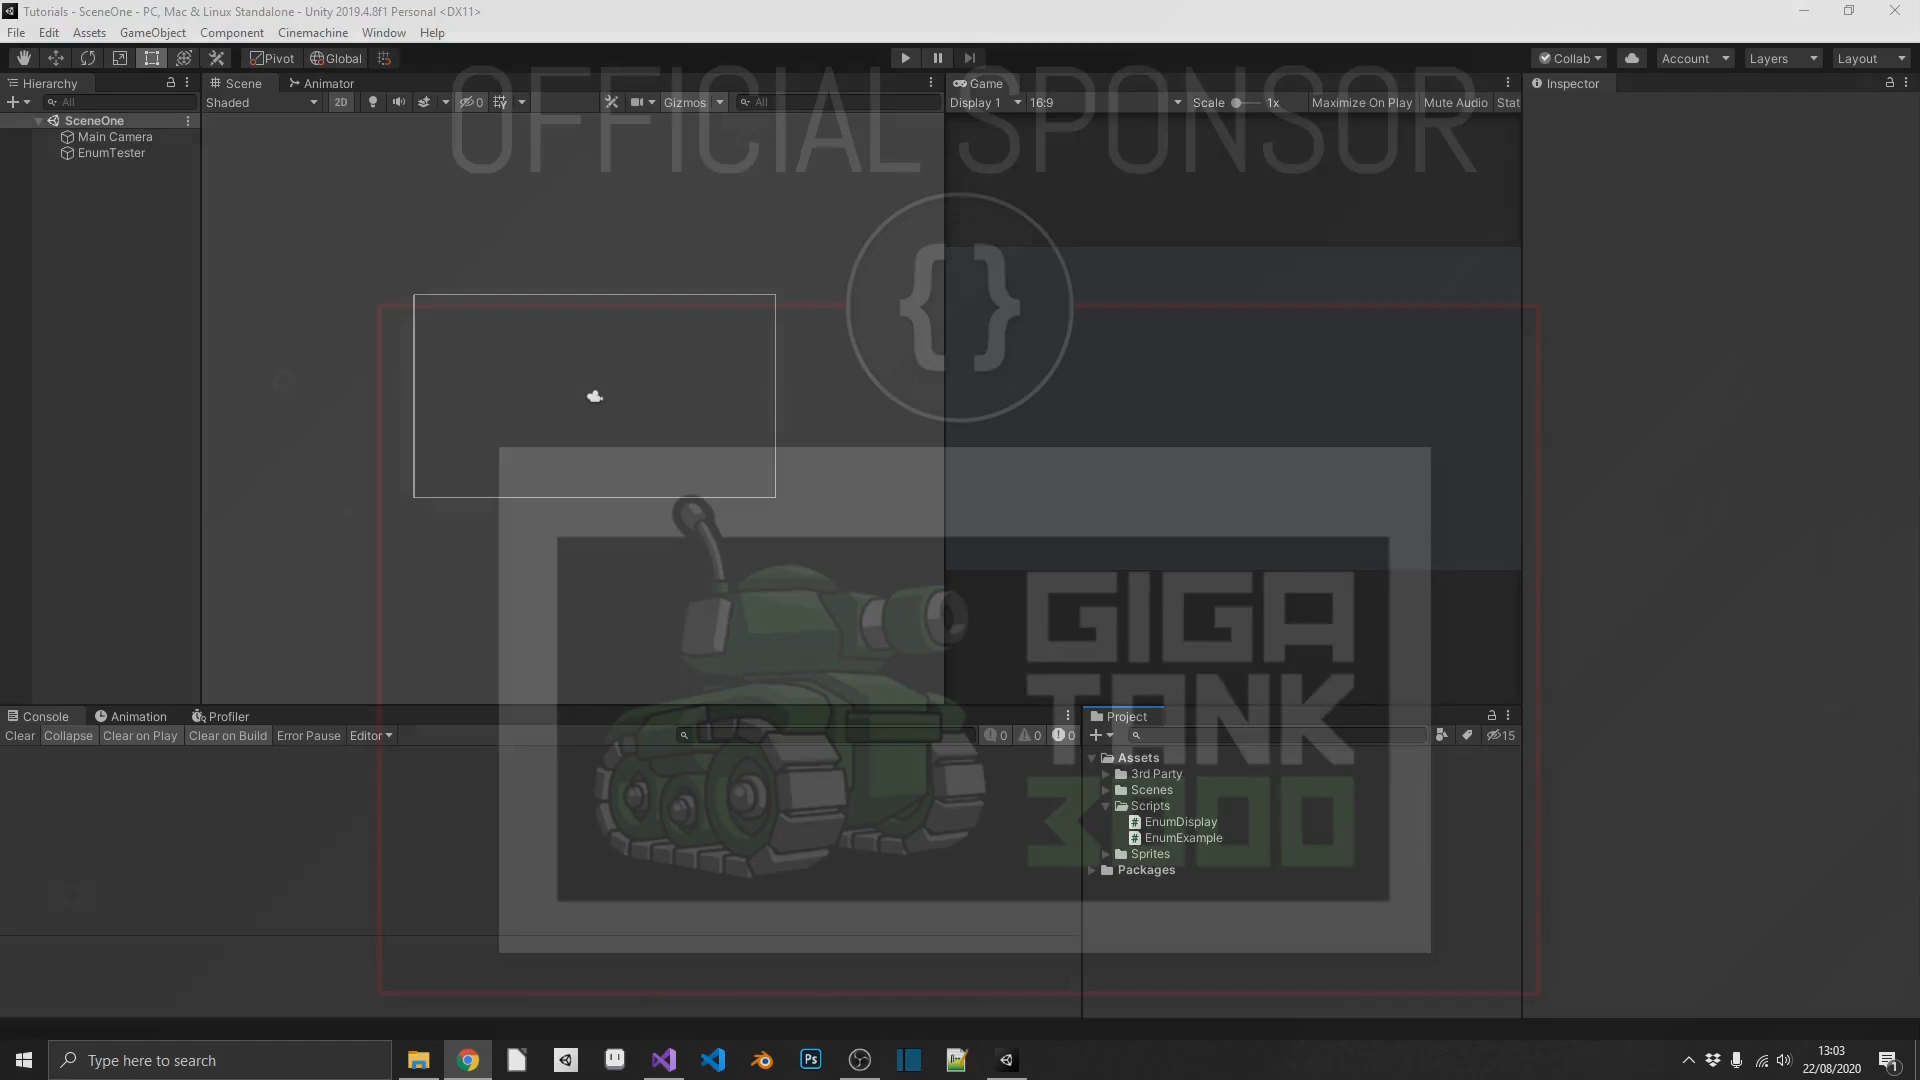 Tutorials - SceneOne - PC, Mac & Linux Standalone - Unity 2019.4.8f1 Personal <DX11>
File Edit Assets GameObject Component Cinemachine Window Help
Pivot Global Collab Account Layers Layout
Hierarchy Scene Animator Game Inspector
All Shaded 2D 0 Gizmos All Display 1 16:9 Scale 1x Maximize On Play Mute Audio Stat
OFFICIAL SPONSOR
SceneOne
Main Camera
EnumTester
{}
GIGA
TANK
3000
Console Animation Profiler Project
Clear Collapse Clear on Play Clear on Build Error Pause Editor 0 0 0 15
Assets
3rd Party
Scenes
Scripts
EnumDisplay
EnumExample
Sprites
Packages
Type here to search
Ps
13:03
22/08/2020
1